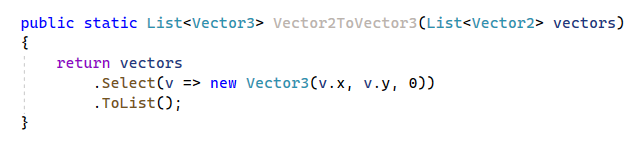 public static List<Vector3> Vector2ToVector3(List<Vector2> vectors)
{
    return vectors
        .Select(v => new Vector3(v.x, v.y, 0))
        .ToList();
}